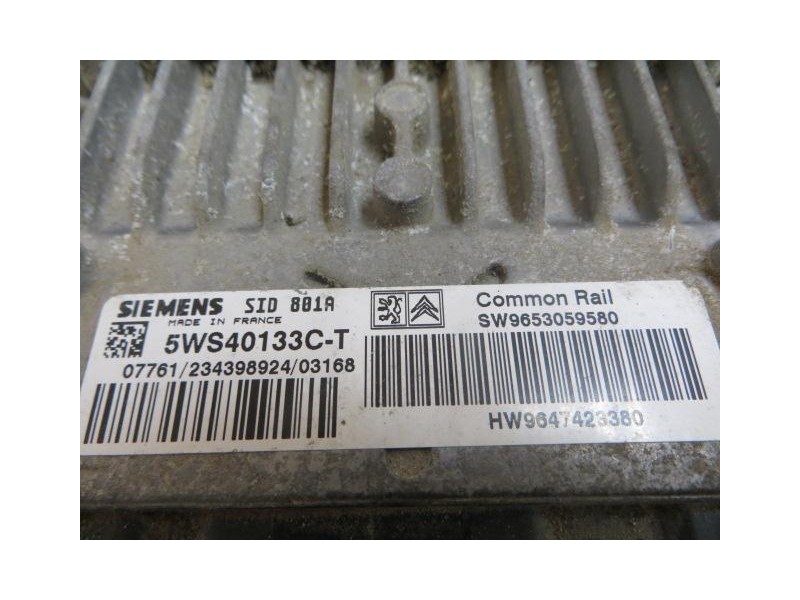 SIEMENS SID 801A
MADE IN FRANCE
5WS40133C-T
07761/234398924/03168
Common Rail
SW9653059580
HW9647423380